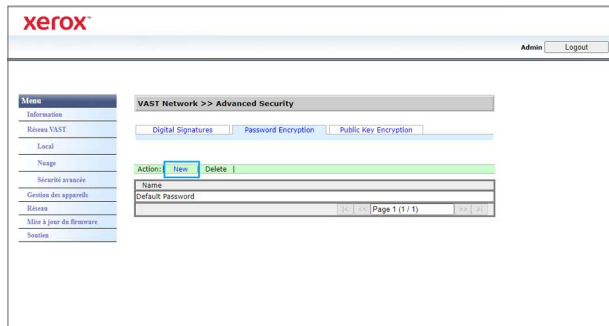 xerox™
Admin Logout
Menu
Information
Réseau VAST
Local
Nuage
Sécurité avancée
Gestion des appareils
Réseau
Mise à jour du firmware
Soutien
VAST Network >> Advanced Security
Digital Signatures Password Encryption Public Key Encryption
Action: | New | Delete |
Name
Default Password
|< << Page 1 (1 / 1) >> >|